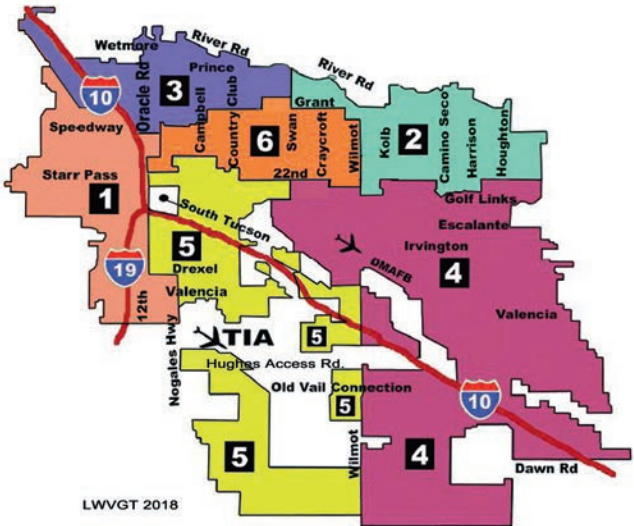 Wetmore
River Rd
River Rd
Oracle Rd
Prince
10
3
Campbell
Country
Club
Grant
Speedway
6
Swan
Craycroft
Wilmot
Kolb
2
Camino Seco
Harrison
Houghton
22nd
Starr Pass
1
South Tucson
Golf Links
Escalante
Irvington
5
Drexel
DMAFB
4
19
12th
Valencia
Valencia
Nogales Hwy
TIA
5
Hughes Access Rd.
Old Vail Connection
5
10
5
Wilmot
4
Dawn Rd
LWVGT 2018